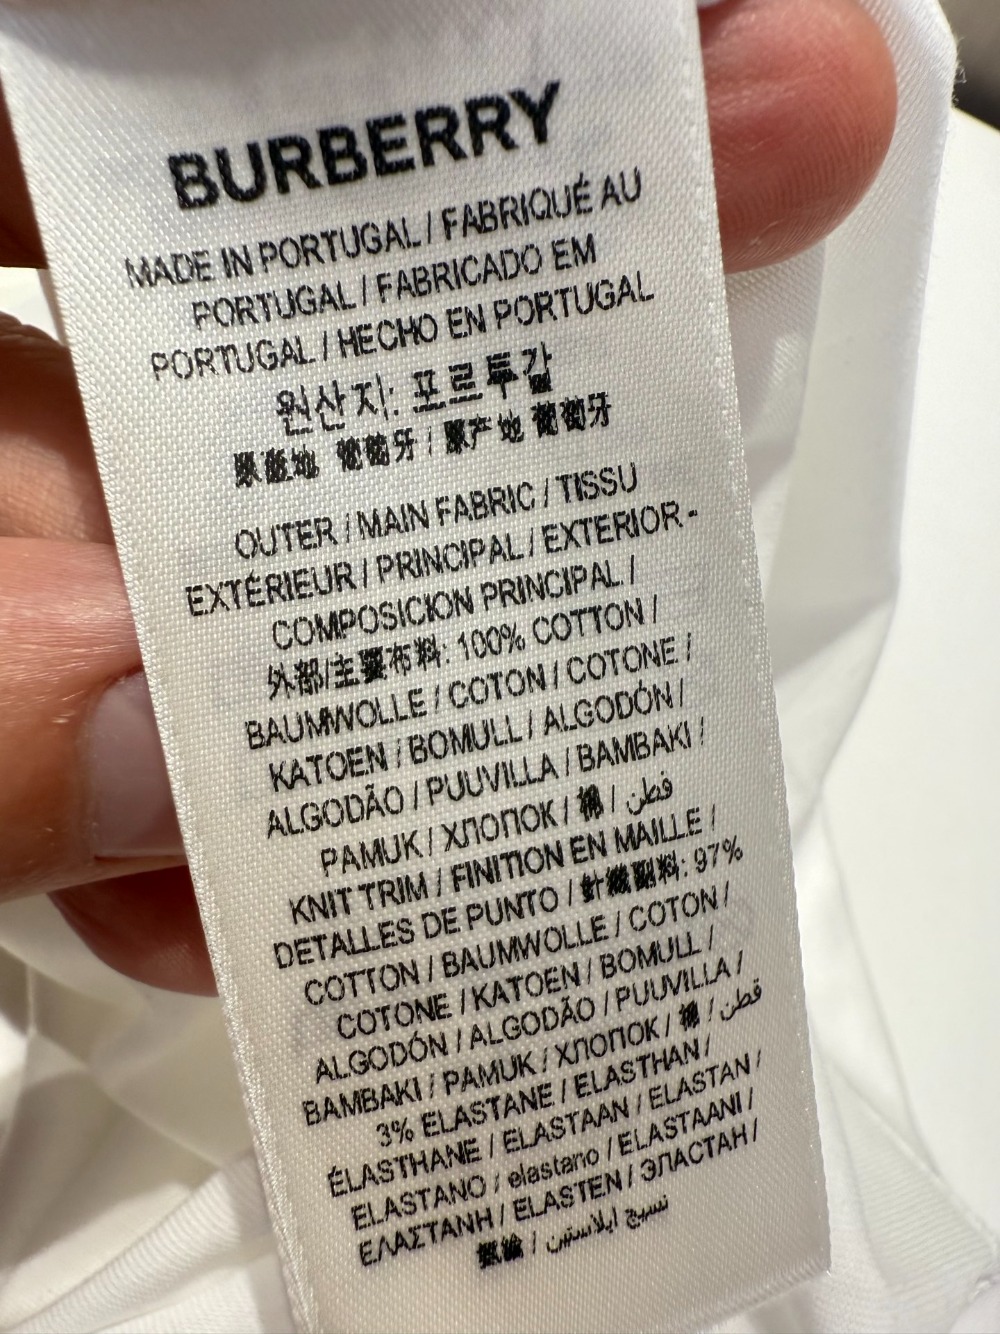 BURBERRY
MADE IN PORTUGAL / FABRIQUÉ AU
PORTUGAL / FABRICADO EM
PORTUGAL / HECHO EN PORTUGAL
원산지: 포르투갈
原産地 葡萄牙 / 原产地 葡萄牙
OUTER / MAIN FABRIC / TISSU
EXTÉRIEUR / PRINCIPAL / EXTERIOR -
COMPOSICION PRINCIPAL /
外部/主要布料: 100% COTTON /
BAUMWOLLE / COTON / COTONE /
KATOEN / BOMULL / ALGODÓN /
ALGODÃO / PUUVILLA / BAMBAKI /
PAMUK / ХЛОПОК / 棉 / قطن
KNIT TRIM / FINITION EN MAILLE /
DETALLES DE PUNTO / 針織配料: 97%
COTTON / BAUMWOLLE / COTON /
COTONE / KATOEN / BOMULL /
ALGODÓN / ALGODÃO / PUUVILLA /
BAMBAKI / PAMUK / ХЛОПОК / 棉 / قطن
3% ELASTANE / ELASTHAN /
ÉLASTHANE / ELASTAAN / ELASTAN /
ELASTANO / elastano / ELASTAANI /
ΕΛΑΣΤΑΝΗ / ELASTEN / ЭЛАСТАН /
/ نسيج ايلاستين